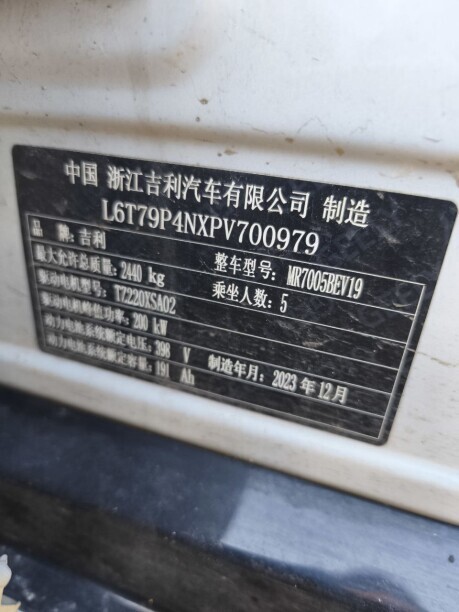 中国 浙江吉利汽车有限公司 制造
L6T79P4NXPV700979
品 牌: 吉利 整车型号: MR7005BEV19
最大允许总质量: 2440 kg 乘坐人数: 5
驱动电机型号: TZ220XSA02
驱动电机峰值功率: 200 kW
动力电池系统额定电压: 398 V 制造年月: 2023 年 12 月
动力电池系统额定容量: 191 Ah